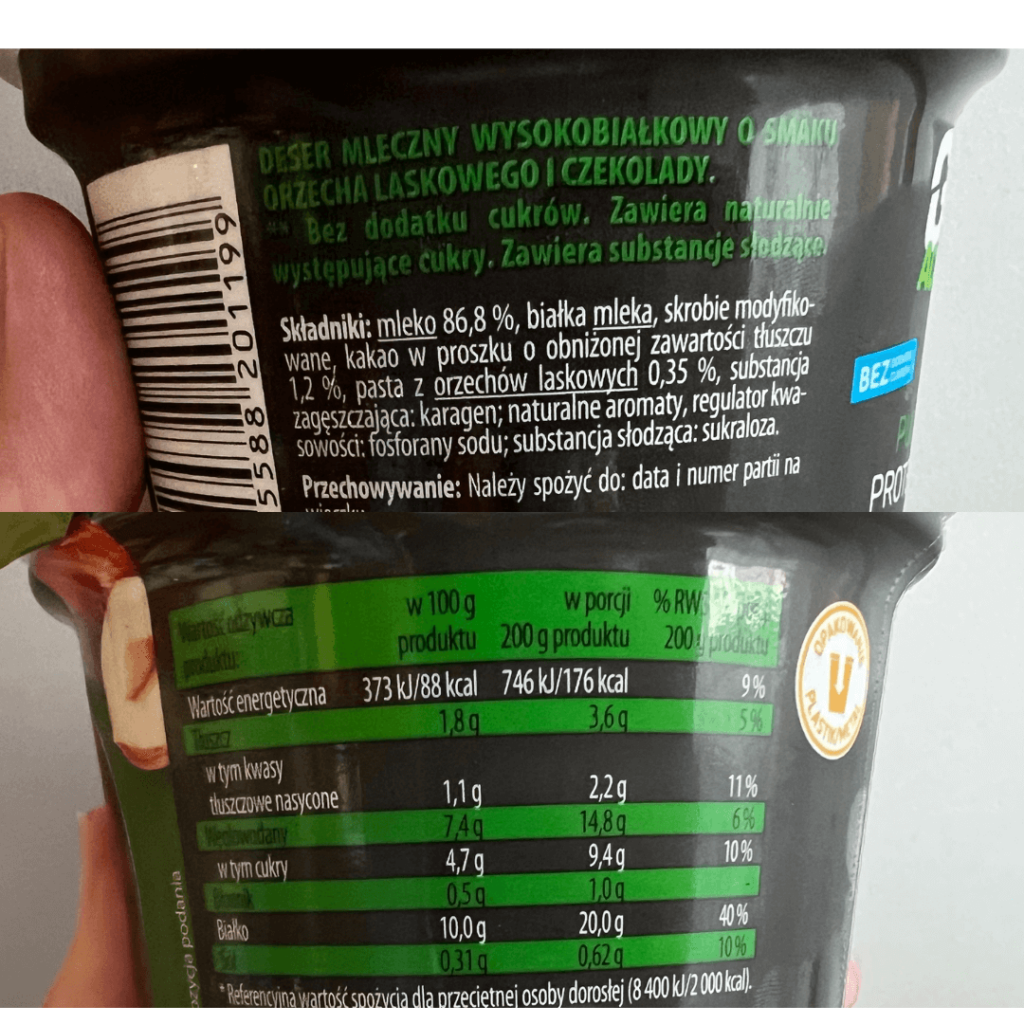 DESER MLECZNY WYSOKOBIAŁKOWY O SMAKU
ORZECHA LASKOWEGO I CZEKOLADY.
Bez dodatku cukrów. Zawiera naturalnie
występujące cukry. Zawiera substancje słodzące.
Składniki: mleko 86,8 %, białka mleka, skrobie modyfiko-
wane, kakao w proszku o obniżonej zawartości tłuszczu
1,2 %, pasta z orzechów laskowych 0,35 %, substancja
zagęszczająca: karagen; naturalne aromaty, regulator kwa-
sowości: fosforany sodu; substancja słodząca: sukraloza.
Przechowywanie: Należy spożyć do: data i numer partii na
5588 201199
BEZ
PROT
Wartość odżywcza produktu: w 100 g produktu w porcji 200 g produktu % RW 200 g produktu
Wartość energetyczna 373 kJ/88 kcal 746 kJ/176 kcal 9 %
Tłuszcz 1,8 g 3,6 g 5 %
w tym kwasy
tłuszczowe nasycone 1,1 g 2,2 g 11 %
Węglowodany 7,4 g 14,8 g 6 %
w tym cukry 4,7 g 9,4 g 10 %
Błonnik 0,5 g 1,0 g -
Białko 10,0 g 20,0 g 40 %
Sól 0,31 g 0,62 g 10 %
*Referencyjna wartość spożycia dla przeciętnej osoby dorosłej (8 400 kJ/2 000 kcal).
OPAKOWANIE
PLASTIK/METAL
ozycja podania